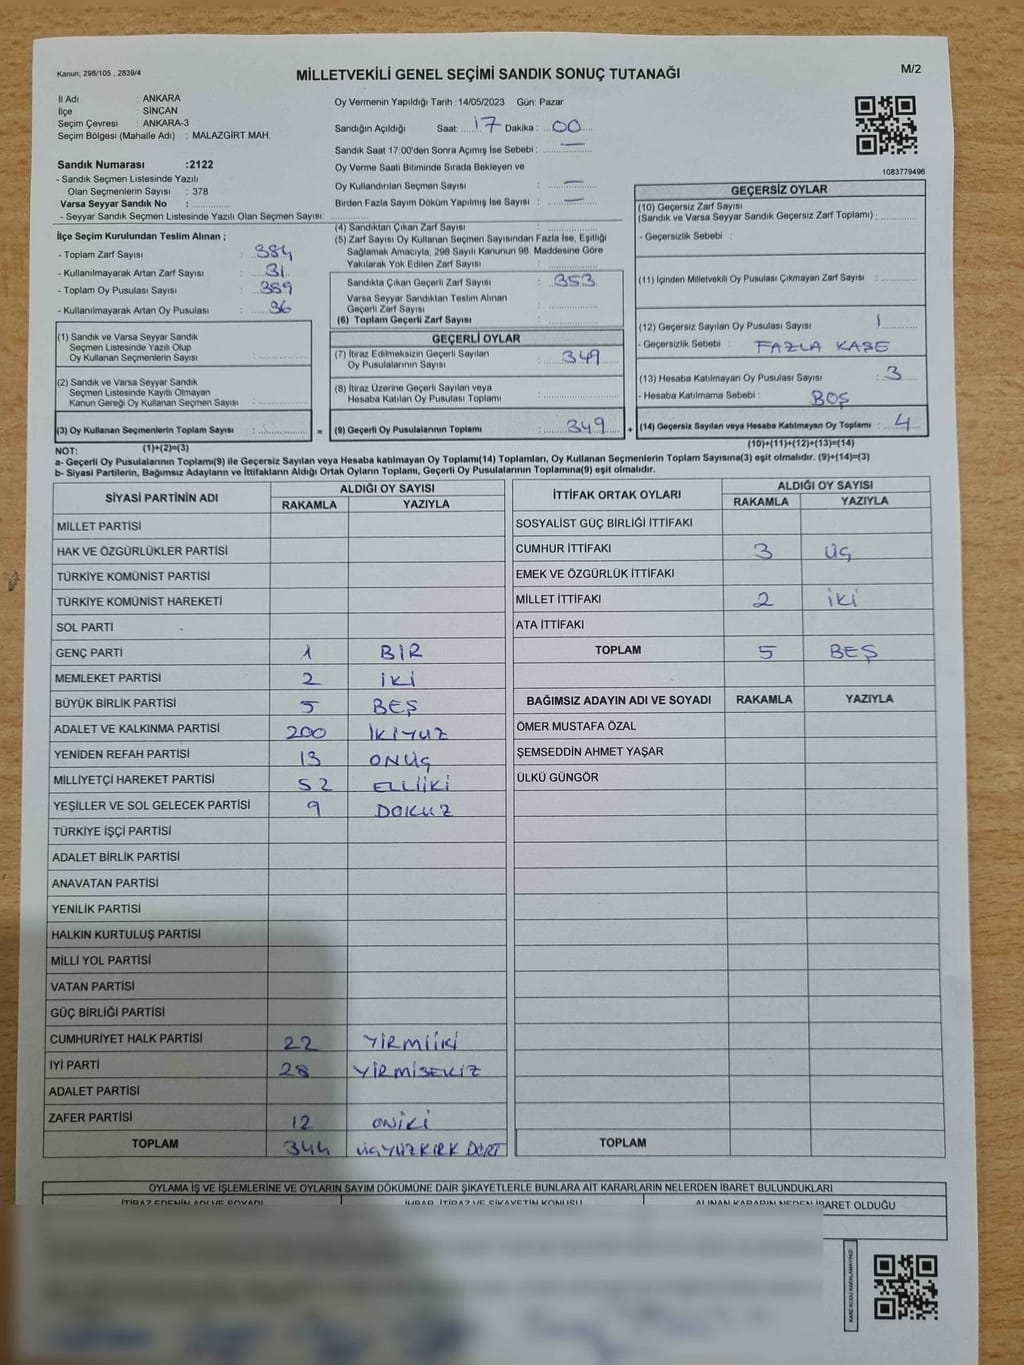 Kanun; 298/105 , 2839/4
MİLLETVEKİLİ GENEL SEÇİMİ SANDIK SONUÇ TUTANAĞI
M/2
İl Adı : ANKARA
İlçe : SİNCAN
Seçim Çevresi : ANKARA-3
Seçim Bölgesi (Mahalle Adı) : MALAZGİRT MAH.
Sandık Numarası :2122
- Sandık Seçmen Listesinde Yazılı
Olan Seçmenlerin Sayısı : 378
Varsa Seyyar Sandık No :
- Seyyar Sandık Seçmen Listesinde Yazılı Olan Seçmen Sayısı:
Oy Vermenin Yapıldığı Tarih :14/05/2023 Gün: Pazar
Sandığın Açıldığı Saat: 17 Dakika : 00
Sandık Saat 17:00'den Sonra Açımış İse Sebebi : —
Oy Verme Saati Bitiminde Sırada Bekleyen ve
Oy Kullandırılan Seçmen Sayısı : —
Birden Fazla Sayım Döküm Yapılmış İse Sayısı : —
1083779496
İlçe Seçim Kurulundan Teslim Alınan ;
- Toplam Zarf Sayısı : 384
- Kullanılmayarak Artan Zarf Sayısı : 31
- Toplam Oy Pusulası Sayısı : 389
- Kullanılmayarak Artan Oy Pusulası : 36
(1) Sandık ve Varsa Seyyar Sandık
Seçmen Listesinde Yazılı Olup
Oy Kullanan Seçmenlerin Sayısı :
(2) Sandık ve Varsa Seyyar Sandık
Seçmen Listesinde Kayıtlı Olmayan
Kanun Gereği Oy Kullanan Seçmen Sayısı :
(3) Oy Kullanan Seçmenlerin Toplam Sayısı : =
(1)+(2)=(3)
(4) Sandıktan Çıkan Zarf Sayısı :
(5) Zarf Sayısı Oy Kullanan Seçmen Sayısından Fazla İse, Eşitliği
Sağlamak Amacıyla, 298 Sayılı Kanunun 98. Maddesine Göre
Yakılarak Yok Edilen Zarf Sayısı :
Sandıkta Çıkan Geçerli Zarf Sayısı : 353
Varsa Seyyar Sandıktan Teslim Alınan
Geçerli Zarf Sayısı :
(6) Toplam Geçerli Zarf Sayısı :
GEÇERLİ OYLAR
(7) İtiraz Edilmeksizin Geçerli Sayılan
Oy Pusulalarının Sayısı : 349
(8) İtiraz Üzerine Geçerli Sayılan veya
Hesaba Katılan Oy Pusulası Toplamı :
(9) Geçerli Oy Pusulalarının Toplamı : 349 +
GEÇERSİZ OYLAR
(10) Geçersiz Zarf Sayısı
(Sandık ve Varsa Seyyar Sandık Geçersiz Zarf Toplamı) :
- Geçersizlik Sebebi :
(11) İçinden Milletvekili Oy Pusulası Çıkmayan Zarf Sayısı :
(12) Geçersiz Sayılan Oy Pusulası Sayısı : 1
- Geçersizlik Sebebi : FAZLA KAŞE
(13) Hesaba Katılmayan Oy Pusulası Sayısı : 3
- Hesaba Katılmama Sebebi : BOŞ
(14) Geçersiz Sayılan veya Hesaba Katılmayan Oy Toplamı : 4
(10)+(11)+(12)+(13)=(14)
NOT:
a- Geçerli Oy Pusulalarının Toplamı(9) ile Geçersiz Sayılan veya Hesaba Katılmayan Oy Toplamı(14) Toplamları, Oy Kullanan Seçmenlerin Toplam Sayısına(3) eşit olmalıdır. (9)+(14)=(3)
b- Siyasi Partilerin, Bağımsız Adayların ve İttifakların Aldığı Ortak Oyların Toplamı, Geçerli Oy Pusulalarının Toplamına(9) eşit olmalıdır.
SİYASİ PARTİNİN ADI ALDIĞI OY SAYISI
RAKAMLA YAZIYLA
MİLLET PARTİSİ
HAK VE ÖZGÜRLÜKLER PARTİSİ
TÜRKİYE KOMÜNİST PARTİSİ
TÜRKİYE KOMÜNİST HAREKETİ
SOL PARTİ
GENÇ PARTİ 1 BİR
MEMLEKET PARTİSİ 2 İKİ
BÜYÜK BİRLİK PARTİSİ 5 BEŞ
ADALET VE KALKINMA PARTİSİ 200 İKİYÜZ
YENİDEN REFAH PARTİSİ 13 ONÜÇ
MİLLİYETÇİ HAREKET PARTİSİ 52 ELLİİKİ
YEŞİLLER VE SOL GELECEK PARTİSİ 9 DOKUZ
TÜRKİYE İŞÇİ PARTİSİ
ADALET BİRLİK PARTİSİ
ANAVATAN PARTİSİ
YENİLİK PARTİSİ
HALKIN KURTULUŞ PARTİSİ
MİLLİ YOL PARTİSİ
VATAN PARTİSİ
GÜÇ BİRLİĞİ PARTİSİ
CUMHURİYET HALK PARTİSİ 22 YİRMİİKİ
İYİ PARTİ 28 YİRMİSEKİZ
ADALET PARTİSİ
ZAFER PARTİSİ 12 ONİKİ
TOPLAM 344 ÜÇYÜZKIRK DÖRT
İTTİFAK ORTAK OYLARI ALDIĞI OY SAYISI
RAKAMLA YAZIYLA
SOSYALİST GÜÇ BİRLİĞİ İTTİFAKI
CUMHUR İTTİFAKI 3 ÜÇ
EMEK VE ÖZGÜRLÜK İTTİFAKI
MİLLET İTTİFAKI 2 İKİ
ATA İTTİFAKI
TOPLAM 5 BEŞ
BAĞIMSIZ ADAYIN ADI VE SOYADI RAKAMLA YAZIYLA
ÖMER MUSTAFA ÖZAL
ŞEMSEDDİN AHMET YAŞAR
ÜLKÜ GÜNGÖR
TOPLAM
OYLAMA İŞ VE İŞLEMLERİNE VE OYLARIN SAYIM DÖKÜMÜNE DAİR ŞİKAYETLERLE BUNLARA AİT KARARLARIN NELERDEN İBARET BULUNDUKLARI
İTİRAZ EDENİN ADI VE SOYADI İHBAR, İTİRAZ VE ŞİKAYETİN KONUSU ALINAN KARARIN NEDEN İBARET OLDUĞU
KARE KODU KARALAMAYINIZ!